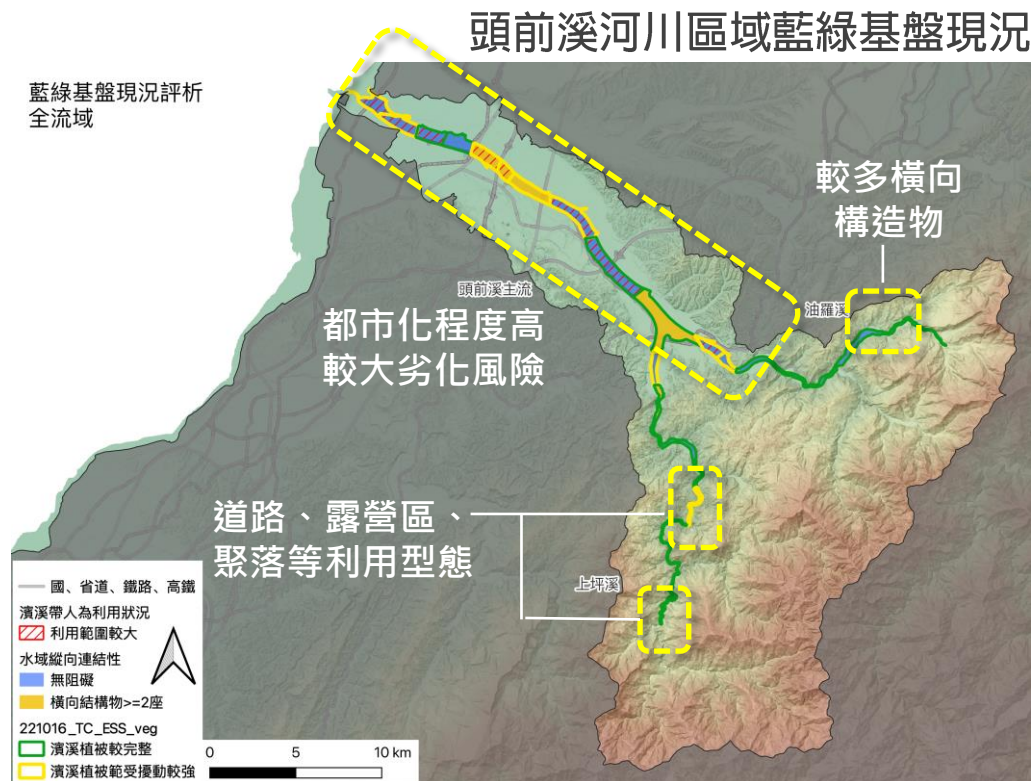 頭前溪河川區域藍綠基盤現況
藍綠基盤現況評析
全流域
較多橫向
構造物
油羅溪
頭前溪主流
都市化程度高
較大劣化風險
道路、露營區、
聚落等利用型態
上坪溪
國、省道、鐵路、高鐵
濱溪帶人為利用狀況
利用範圍較大
水域縱向連結性
無阻礙
橫向結構物>=2座
221016_TC_ESS_veg
濱溪植被較完整
濱溪植被範受擾動較強
0 5 10 km